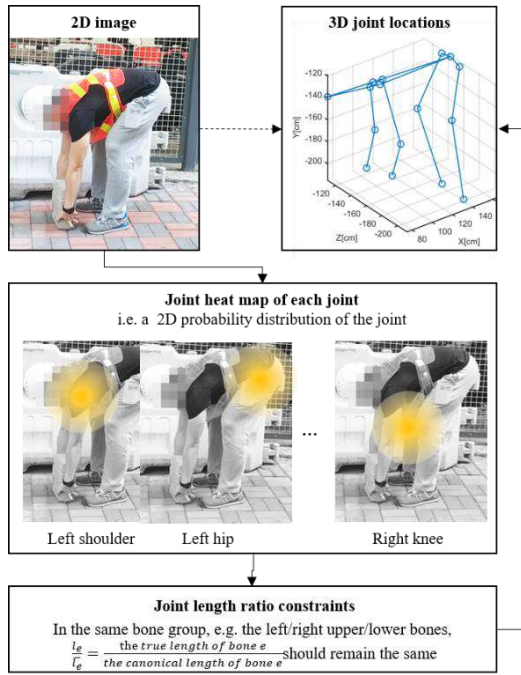 2D image
3D joint locations
-120
-140
-160
-180
-200
Y[cm]
-120
-140
-160
-180
-200
Z[cm]
80
100
120
140
X[cm]
Joint heat map of each joint
i.e. a 2D probability distribution of the joint
...
Left shoulder
Left hip
Right knee
Joint length ratio constraints
In the same bone group, e.g. the left/right upper/lower bones,
l_e / l̄_e = the true length of bone e / the canonical length of bone e should remain the same